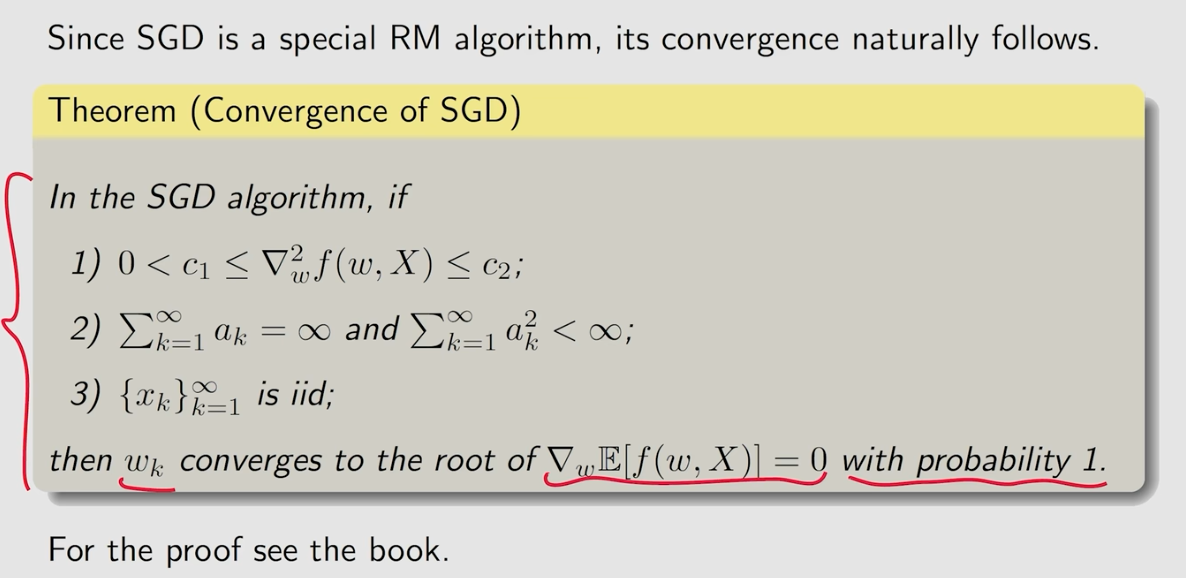 Since SGD is a special RM algorithm, its convergence naturally follows.
Theorem (Convergence of SGD)
In the SGD algorithm, if
1) $0 < c_1 \leq \nabla_w^2 f(w, X) \leq c_2$;
2) $\sum_{k=1}^{\infty} a_k = \infty$ and $\sum_{k=1}^{\infty} a_k^2 < \infty$;
3) $\{x_k\}_{k=1}^{\infty}$ is iid;
then $w_k$ converges to the root of $\nabla_w \mathbb{E}[f(w, X)] = 0$ with probability 1.
For the proof see the book.